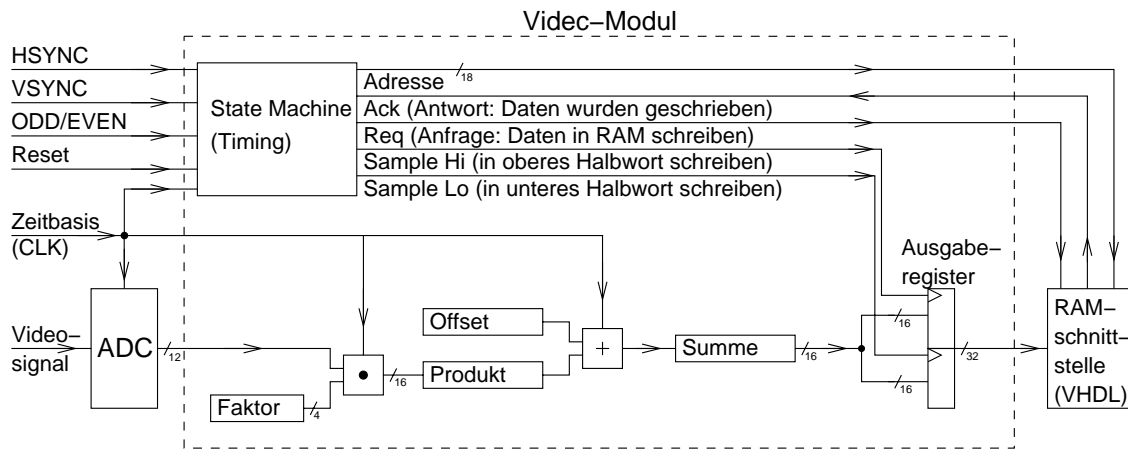 Videc–Modul
HSYNC
VSYNC
ODD/EVEN
Reset
State Machine
(Timing)
18
Adresse
Ack (Antwort: Daten wurden geschrieben)
Req (Anfrage: Daten in RAM schreiben)
Sample Hi (in oberes Halbwort schreiben)
Sample Lo (in unteres Halbwort schreiben)
Zeitbasis
(CLK)
Ausgabe–
register
Video–
signal
ADC
12
Faktor
4
16
Offset
Produkt
+
Summe
16
16
16
32
RAM–
schnitt–
stelle
(VHDL)